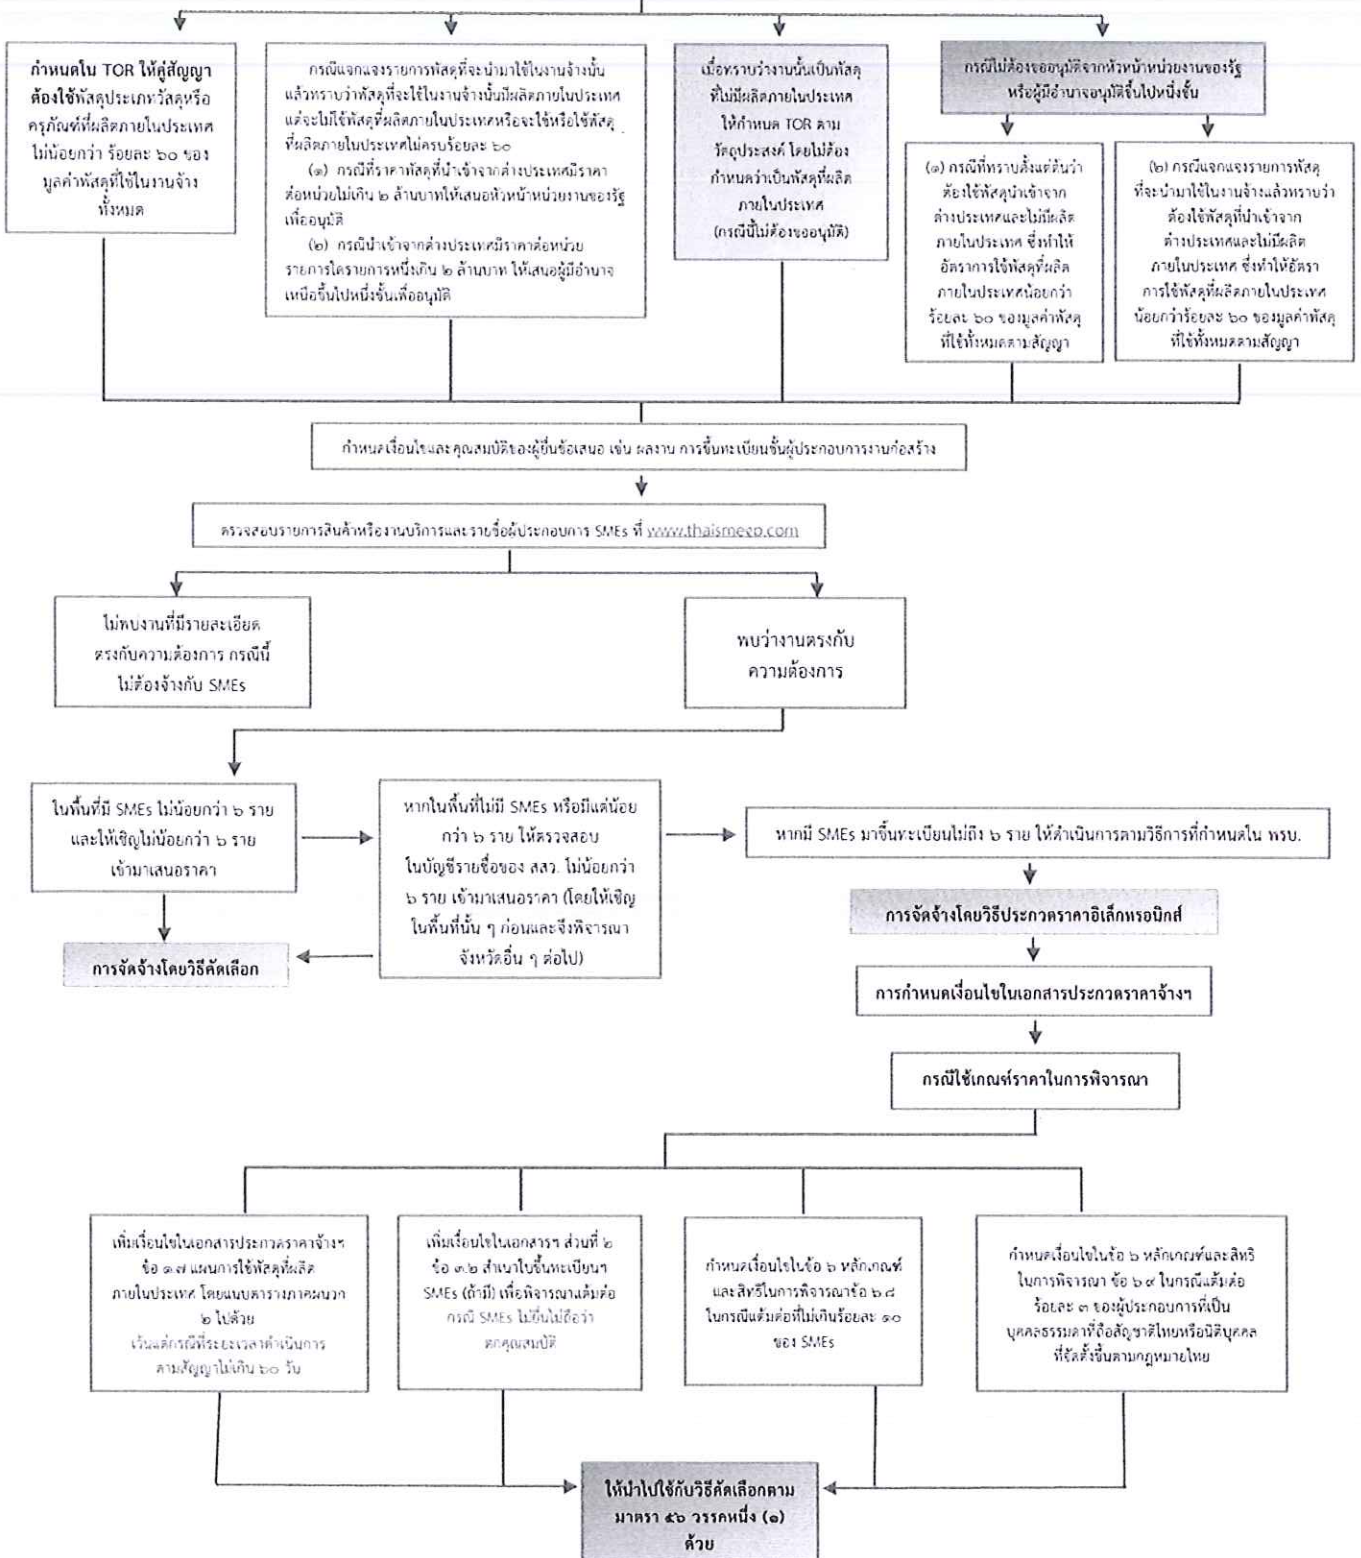 กำหนดใน TOR ให้คู่สัญญา
ต้องใช้พัสดุประเภทวัสดุหรือ
ครุภัณฑ์ที่ผลิตภายในประเทศ
ไม่น้อยกว่า ร้อยละ ๖๐ ของ
มูลค่าพัสดุที่ใช้ในงานจ้าง
ทั้งหมด
กรณีแจกแจงรายการพัสดุที่จะนำมาใช้ในงานจ้างนั้น
แล้วทราบว่าพัสดุที่จะใช้ในงานจ้างนั้นมีผลิตภายในประเทศ
แต่จะไม่ใช้พัสดุที่ผลิตภายในประเทศหรือจะใช้หรือใช้พัสดุ
ที่ผลิตภายในประเทศไม่ครบร้อยละ ๖๐
(๑) กรณีที่ราคาพัสดุที่นำเข้าจากต่างประเทศมีราคา
ต่อหน่วยไม่เกิน ๒ ล้านบาทให้เสนอหัวหน้าหน่วยงานของรัฐ
เพื่ออนุมัติ
(๒) กรณีนำเข้าจากต่างประเทศมีราคาต่อหน่วย
รายการใดรายการหนึ่งเกิน ๒ ล้านบาท ให้เสนอผู้มีอำนาจ
เหนือขึ้นไปหนึ่งชั้นเพื่ออนุมัติ
เมื่อทราบว่างานนั้นเป็นพัสดุ
ที่ไม่มีผลิตภายในประเทศ
ให้กำหนด TOR ตาม
วัตถุประสงค์ โดยไม่ต้อง
กำหนดว่าเป็นพัสดุที่ผลิต
ภายในประเทศ
(กรณีนี้ไม่ต้องขออนุมัติ)
กรณีไม่ต้องขออนุมัติจากหัวหน้าหน่วยงานของรัฐ
หรือผู้มีอำนาจอนุมัติขึ้นไปหนึ่งชั้น
(๑) กรณีที่ทราบตั้งแต่ต้นว่า
ต้องใช้พัสดุนำเข้าจาก
ต่างประเทศและไม่มีผลิต
ภายในประเทศ ซึ่งทำให้
อัตราการใช้พัสดุที่ผลิต
ภายในประเทศน้อยกว่า
ร้อยละ ๖๐ ของมูลค่าพัสดุ
ที่ใช้ทั้งหมดตามสัญญา
(๒) กรณีแจกแจงรายการพัสดุ
ที่จะนำมาใช้ในงานจ้างแล้วทราบว่า
ต้องใช้พัสดุที่นำเข้าจาก
ต่างประเทศและไม่มีผลิต
ภายในประเทศ ซึ่งทำให้อัตรา
การใช้พัสดุที่ผลิตภายในประเทศ
น้อยกว่าร้อยละ ๖๐ ของมูลค่าพัสดุ
ที่ใช้ทั้งหมดตามสัญญา
กำหนดเงื่อนไขและคุณสมบัติของผู้ยื่นข้อเสนอ เช่น ผลงาน การขึ้นทะเบียนชั้นผู้ประกอบการงานก่อสร้าง
ตรวจสอบรายการสินค้าหรืองานบริการและรายชื่อผู้ประกอบการ SMEs ที่ www.thaismegp.com
ไม่พบงานที่มีรายละเอียด
ตรงกับความต้องการ กรณีนี้
ไม่ต้องจ้างกับ SMEs
พบว่างานตรงกับ
ความต้องการ
ในพื้นที่มี SMEs ไม่น้อยกว่า ๖ ราย
และให้เชิญไม่น้อยกว่า ๖ ราย
เข้ามาเสนอราคา
หากในพื้นที่ไม่มี SMEs หรือมีแต่น้อย
กว่า ๖ ราย ให้ตรวจสอบ
ในบัญชีรายชื่อของ สสว. ไม่น้อยกว่า
๖ ราย เข้ามาเสนอราคา (โดยให้เชิญ
ในพื้นที่นั้น ๆ ก่อนและจึงพิจารณา
จังหวัดอื่น ๆ ต่อไป)
หากมี SMEs มาขึ้นทะเบียนไม่ถึง ๖ ราย ให้ดำเนินการตามวิธีการที่กำหนดใน พรบ.
การจัดจ้างโดยวิธีคัดเลือก
การจัดจ้างโดยวิธีประกวดราคาอิเล็กทรอนิกส์
การกำหนดเงื่อนไขในเอกสารประกวดราคาจ้างฯ
กรณีใช้เกณฑ์ราคาในการพิจารณา
เพิ่มเงื่อนไขในเอกสารประกวดราคาจ้างฯ
ข้อ ๑.๗ แผนการใช้พัสดุที่ผลิต
ภายในประเทศ โดยแนบตารางภาคผนวก
๒ ไปด้วย
เว้นแต่กรณีที่ระยะเวลาดำเนินการ
ตามสัญญาไม่เกิน ๖๐ วัน
เพิ่มเงื่อนไขในเอกสารฯ ส่วนที่ ๒
ข้อ ๓.๒ สำเนาใบขึ้นทะเบียนฯ
SMEs (ถ้ามี) เพื่อพิจารณาแต้มต่อ
กรณี SMEs ไม่ยื่นไม่ถือว่า
ตกคุณสมบัติ
กำหนดเงื่อนไขในข้อ ๖ หลักเกณฑ์
และสิทธิในการพิจารณาข้อ ๖.๘
ในกรณีแต้มต่อที่ไม่เกินร้อยละ ๑๐
ของ SMEs
กำหนดเงื่อนไขในข้อ ๖ หลักเกณฑ์และสิทธิ
ในการพิจารณา ข้อ ๖.๙ ในกรณีแต้มต่อ
ร้อยละ ๓ ของผู้ประกอบการที่เป็น
บุคคลธรรมดาที่ถือสัญชาติไทยหรือนิติบุคคล
ที่จัดตั้งขึ้นตามกฎหมายไทย
ให้นำไปใช้กับวิธีคัดเลือกตาม
มาตรา ๕๖ วรรคหนึ่ง (๑)
ด้วย